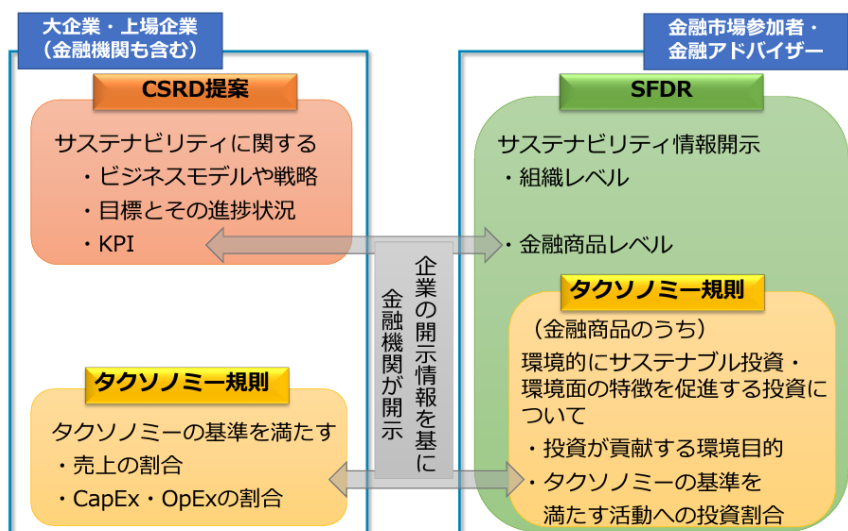 大企業・上場企業
（金融機関も含む）
CSRD提案
サステナビリティに関する
・ビジネスモデルや戦略
・目標とその進捗状況
・KPI
タクソノミー規則
タクソノミーの基準を満たす
・売上の割合
・CapEx・OpExの割合
企業の開示情報を基に
金融機関が開示
金融市場参加者・
金融アドバイザー
SFDR
サステナビリティ情報開示
・組織レベル
・金融商品レベル
タクソノミー規則
（金融商品のうち）
環境的にサステナブル投資・
環境面の特徴を促進する投資に
ついて
・投資が貢献する環境目的
・タクソノミーの基準を
満たす活動への投資割合